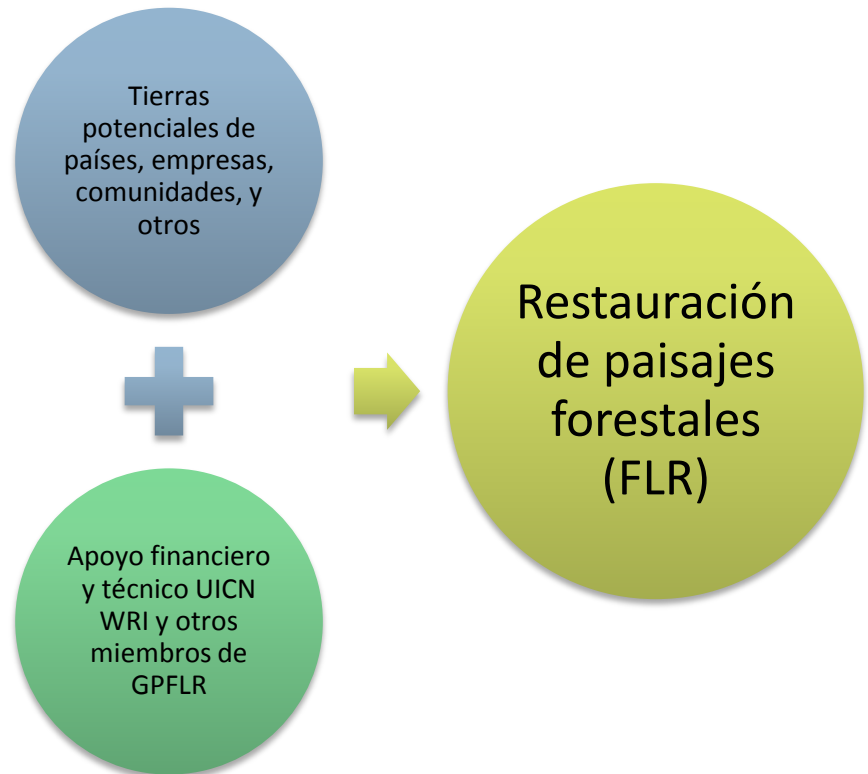 Tierras
potenciales de
países, empresas,
comunidades, y
otros
Apoyo financiero
y técnico UICN
WRI y otros
miembros de
GPFLR
Restauración
de paisajes
forestales
(FLR)